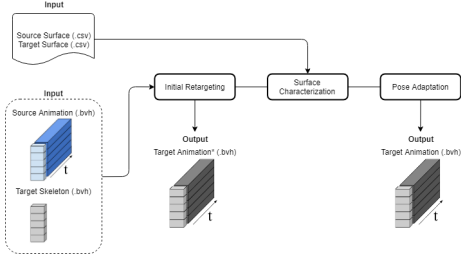 Input
Source Surface (.csv)
Target Surface (.csv)
Input
Source Animation (.bvh)
t
Target Skeleton (.bvh)
Initial Retargeting
Surface
Characterization
Pose Adaptation
Output
Target Animation* (.bvh)
t
Output
Target Animation (.bvh)
t